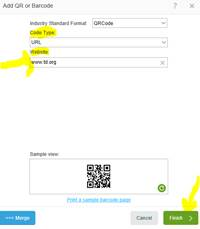 Add QR or Barcode ? ×
Industry Standard Format: QRCode
Code Type:
URL
Website:
www.td.org ×
Sample view:
Print a sample barcode page
<<< Merge Cancel Finish